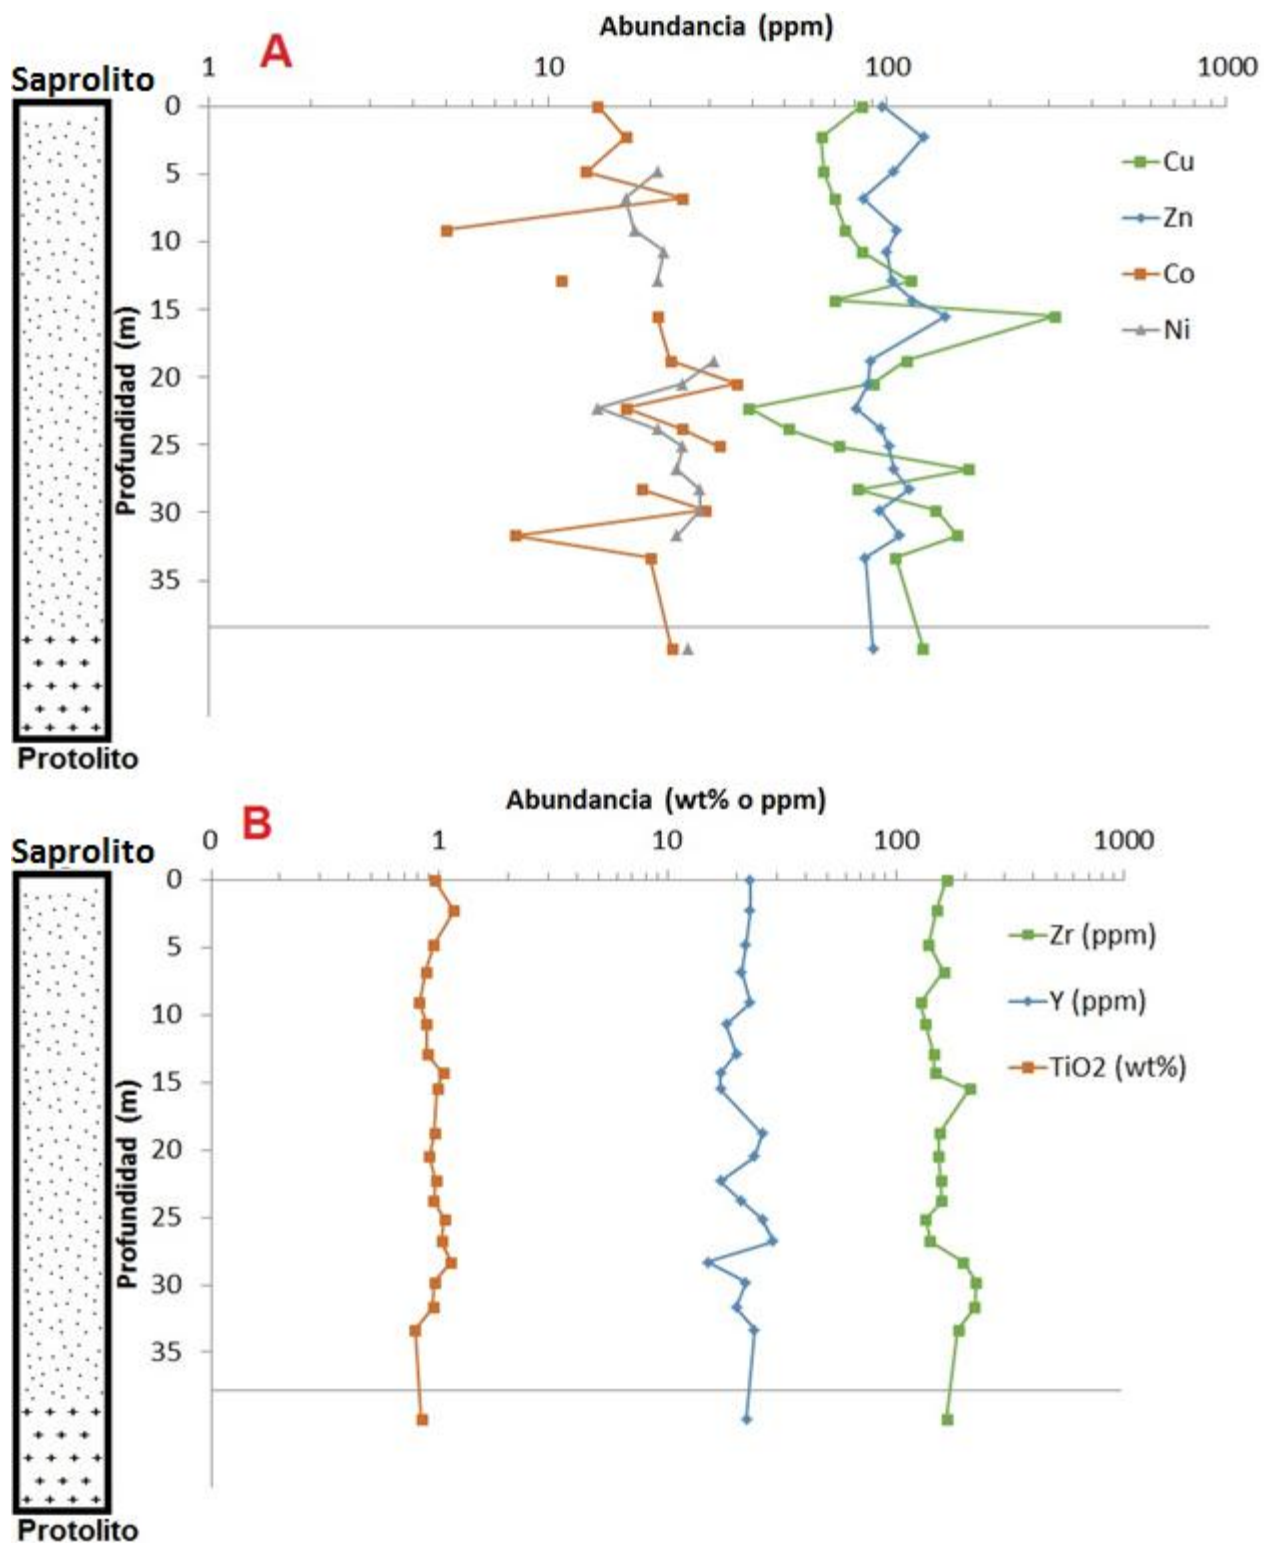 Abundancia (ppm)
A
1 10 100 1000
Saprolito
0
5
10
15
20
25
30
35
Profundidad (m)
Cu
Zn
Co
Ni
Protolito
Abundancia (wt% o ppm)
B
0 1 10 100 1000
Saprolito
0
5
10
15
20
25
30
35
Profundidad (m)
Zr (ppm)
Y (ppm)
TiO2 (wt%)
Protolito